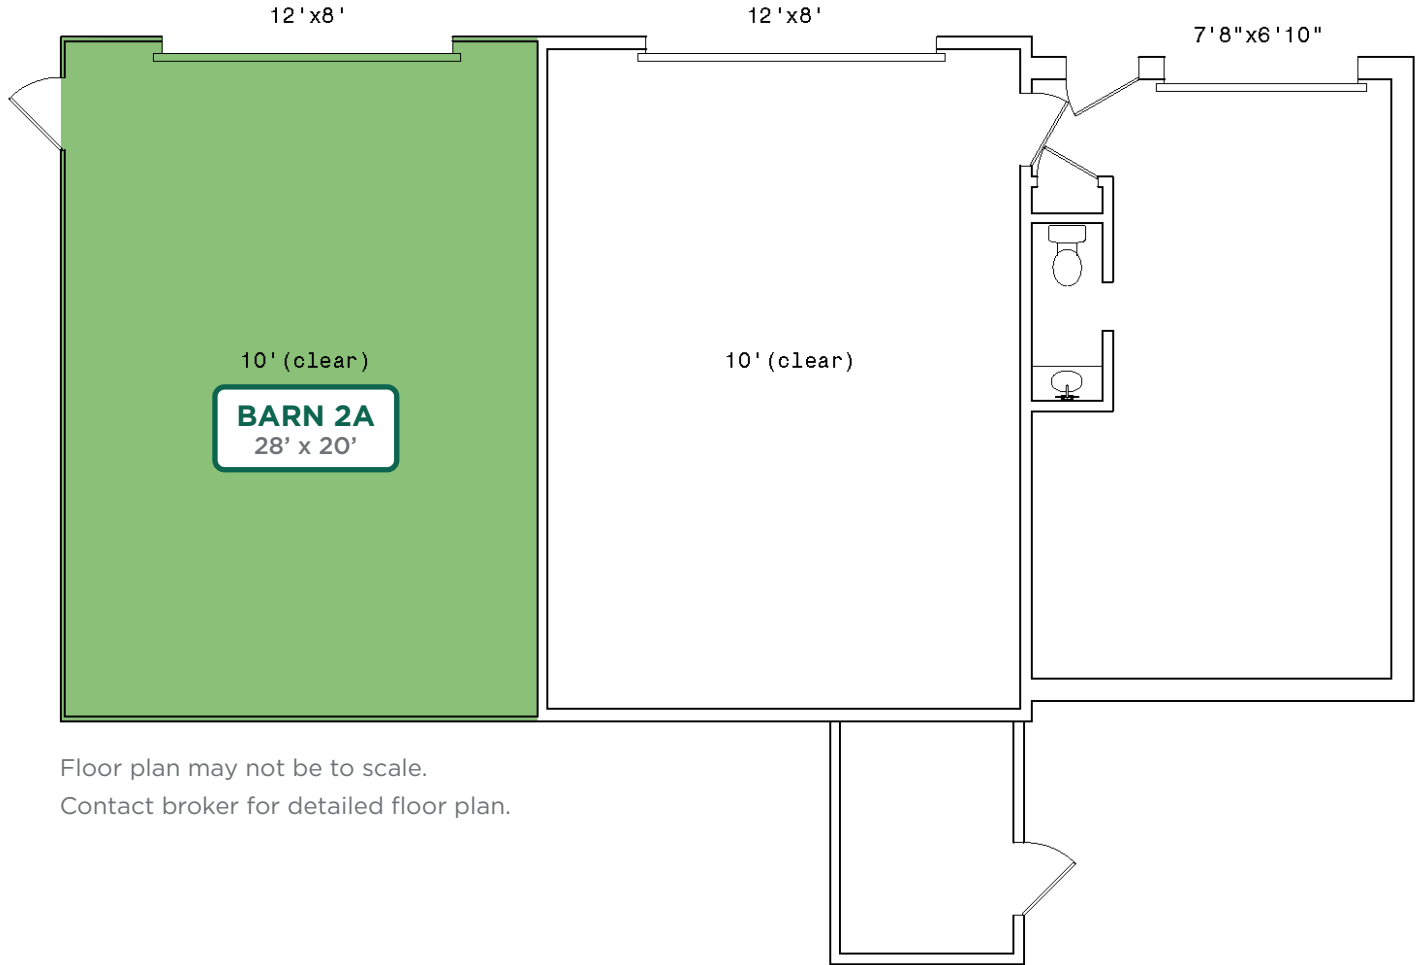 12'x8'
12'x8'
7'8"x6'10"
10'(clear)
10'(clear)
BARN 2A
28’ x 20’
Floor plan may not be to scale.
Contact broker for detailed floor plan.